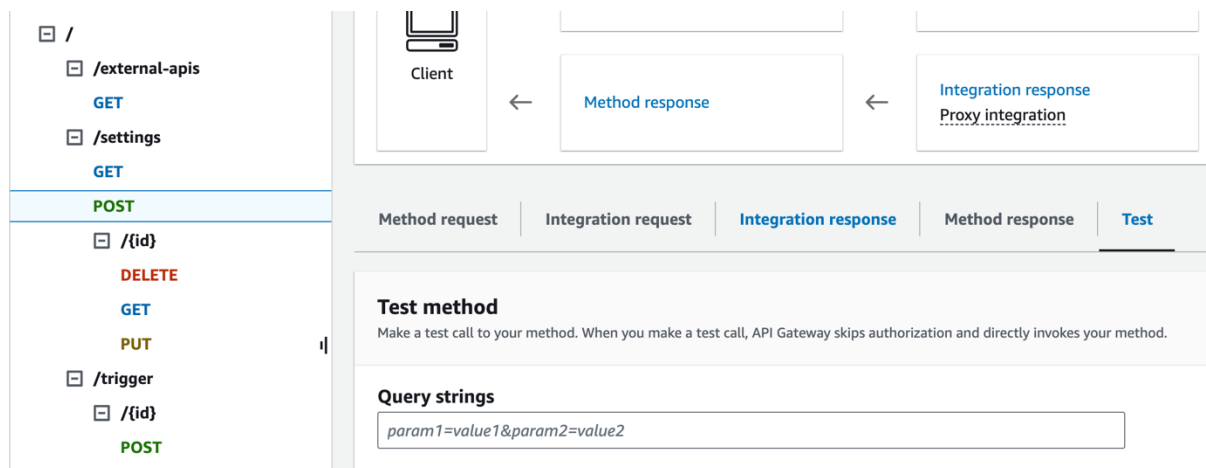 /
/external-apis
GET
/settings
GET
POST
/{id}
DELETE
GET
PUT
/trigger
/{id}
POST
Client
Method response
Integration response
Proxy integration
Method request
Integration request
Integration response
Method response
Test
Test method
Make a test call to your method. When you make a test call, API Gateway skips authorization and directly invokes your method.
Query strings
param1=value1&param2=value2